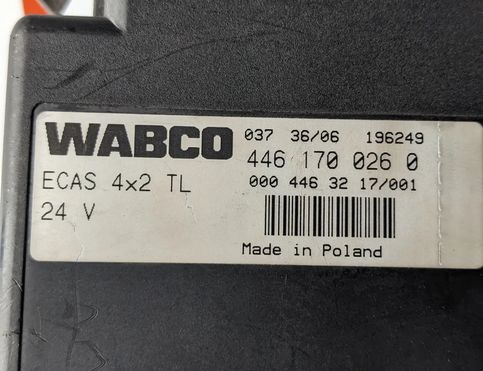 WABCO
037 36/06 196249
446 170 026 0
ECAS 4x2 TL
000 446 32 17/001
24 V
Made in Poland